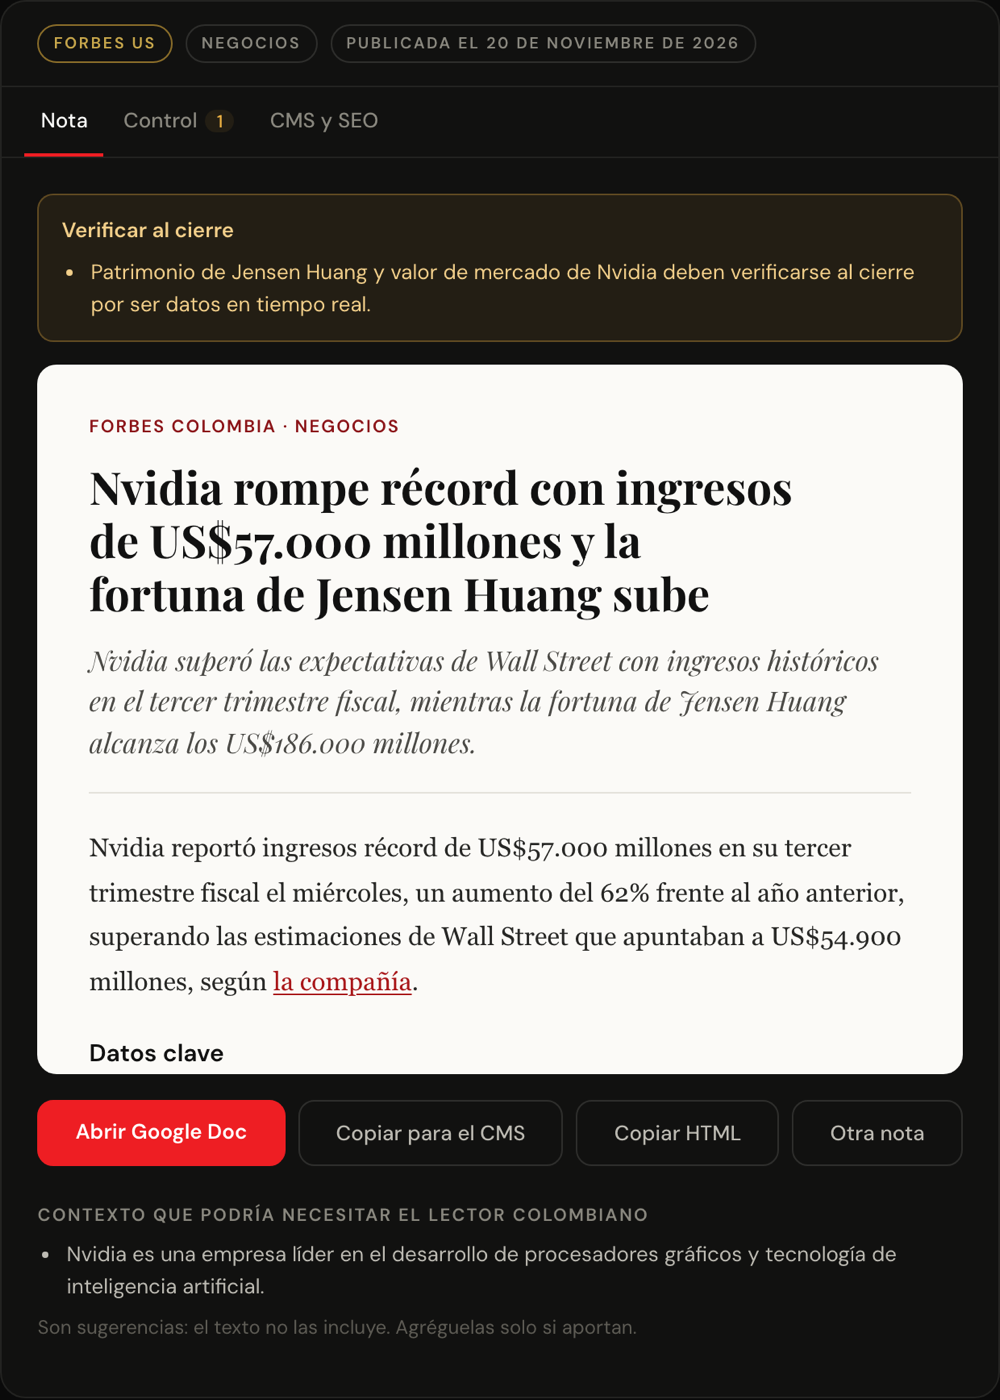 FORBES US
NEGOCIOS
PUBLICADA EL 20 DE NOVIEMBRE DE 2026
Nota
Control 1
CMS y SEO
Verificar al cierre
• Patrimonio de Jensen Huang y valor de mercado de Nvidia deben verificarse al cierre
por ser datos en tiempo real.
FORBES COLOMBIA · NEGOCIOS
Nvidia rompe récord con ingresos
de US$57.000 millones y la
fortuna de Jensen Huang sube
Nvidia superó las expectativas de Wall Street con ingresos históricos
en el tercer trimestre fiscal, mientras la fortuna de Jensen Huang
alcanza los US$186.000 millones.
Nvidia reportó ingresos récord de US$57.000 millones en su tercer
trimestre fiscal el miércoles, un aumento del 62% frente al año anterior,
superando las estimaciones de Wall Street que apuntaban a US$54.900
millones, según la compañía.
Datos clave
Abrir Google Doc
Copiar para el CMS
Copiar HTML
Otra nota
CONTEXTO QUE PODRÍA NECESITAR EL LECTOR COLOMBIANO
• Nvidia es una empresa líder en el desarrollo de procesadores gráficos y tecnología de
inteligencia artificial.
Son sugerencias: el texto no las incluye. Agréguelas solo si aportan.